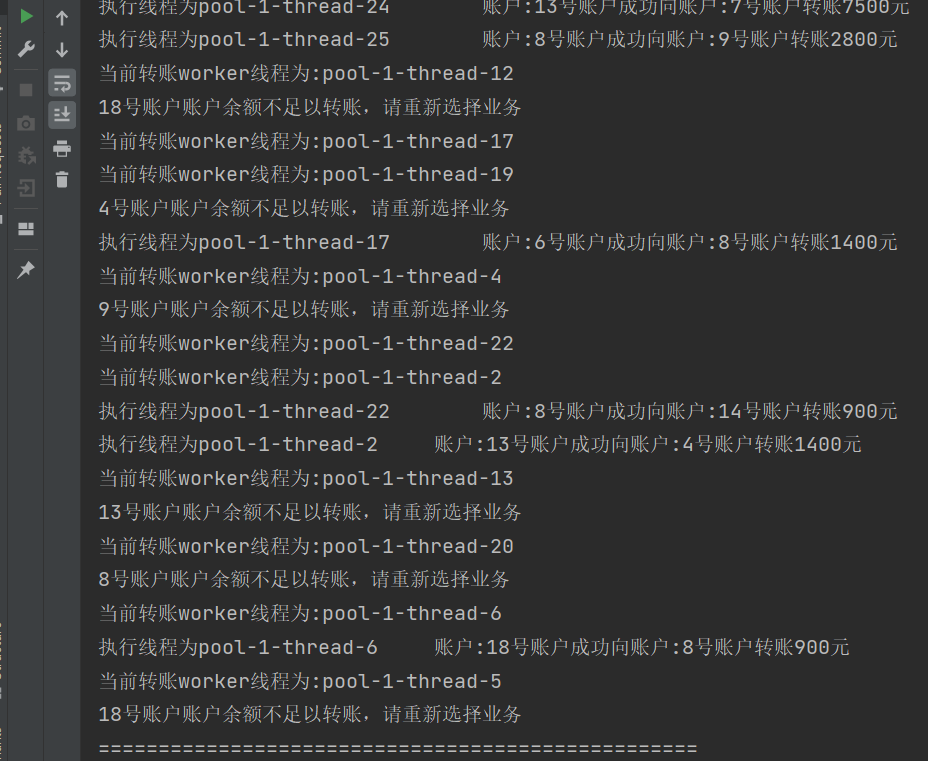 执行线程为pool-1-thread-24 账户:13号账户成功向账户:7号账户转账7500元
执行线程为pool-1-thread-25 账户:8号账户成功向账户:9号账户转账2800元
当前转账worker线程为:pool-1-thread-12
18号账户账户余额不足以转账，请重新选择业务
当前转账worker线程为:pool-1-thread-17
当前转账worker线程为:pool-1-thread-19
4号账户账户余额不足以转账，请重新选择业务
执行线程为pool-1-thread-17 账户:6号账户成功向账户:8号账户转账1400元
当前转账worker线程为:pool-1-thread-4
9号账户账户余额不足以转账，请重新选择业务
当前转账worker线程为:pool-1-thread-22
当前转账worker线程为:pool-1-thread-2
执行线程为pool-1-thread-22 账户:8号账户成功向账户:14号账户转账900元
执行线程为pool-1-thread-2 账户:13号账户成功向账户:4号账户转账1400元
当前转账worker线程为:pool-1-thread-13
13号账户账户余额不足以转账，请重新选择业务
当前转账worker线程为:pool-1-thread-20
8号账户账户余额不足以转账，请重新选择业务
当前转账worker线程为:pool-1-thread-6
执行线程为pool-1-thread-6 账户:18号账户成功向账户:8号账户转账900元
当前转账worker线程为:pool-1-thread-5
18号账户账户余额不足以转账，请重新选择业务
==================================================